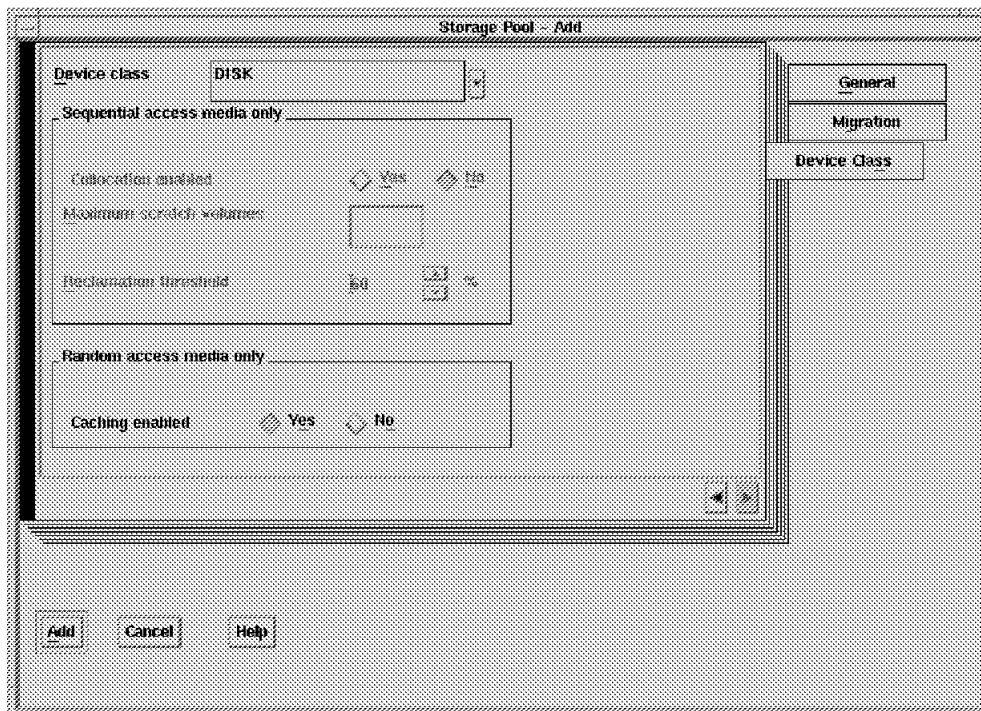 Storage Pool - Add
Device class DISK
General
Sequential access media only
Migration
Device Class
Collocation enabled Yes No
Maximum scratch volumes
Reclamation threshold 60 %
Random access media only
Caching enabled Yes No
Add Cancel Help